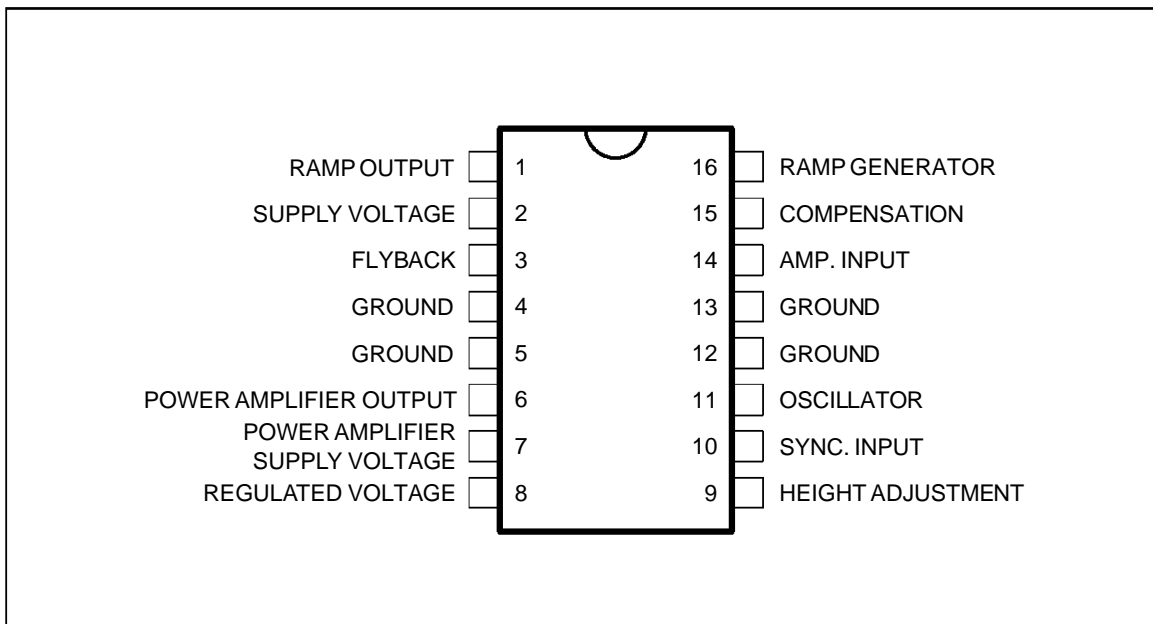 RAMP OUTPUT 1 16 RAMP GENERATOR
SUPPLY VOLTAGE 2 15 COMPENSATION
FLYBACK 3 14 AMP. INPUT
GROUND 4 13 GROUND
GROUND 5 12 GROUND
POWER AMPLIFIER OUTPUT 6 11 OSCILLATOR
POWER AMPLIFIER
SUPPLY VOLTAGE 7 10 SYNC. INPUT
REGULATED VOLTAGE 8 9 HEIGHT ADJUSTMENT